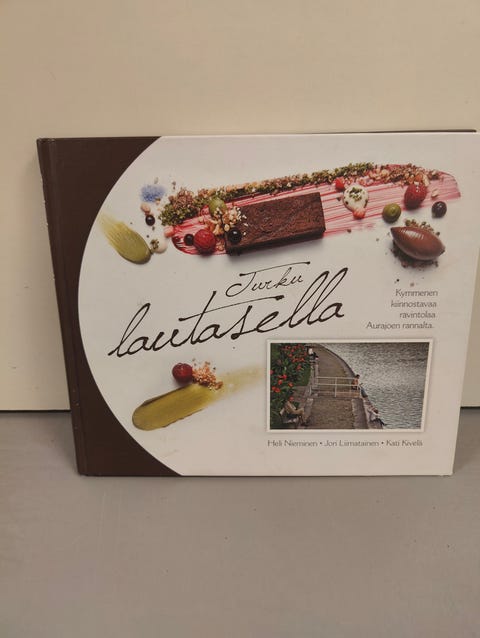 Turku
lautasella
Kymmenen
kiinnostavaa
ravintolaa
Aurajoen rannalta.
Heli Nieminen • Jori Liimatainen • Kati Kivelä